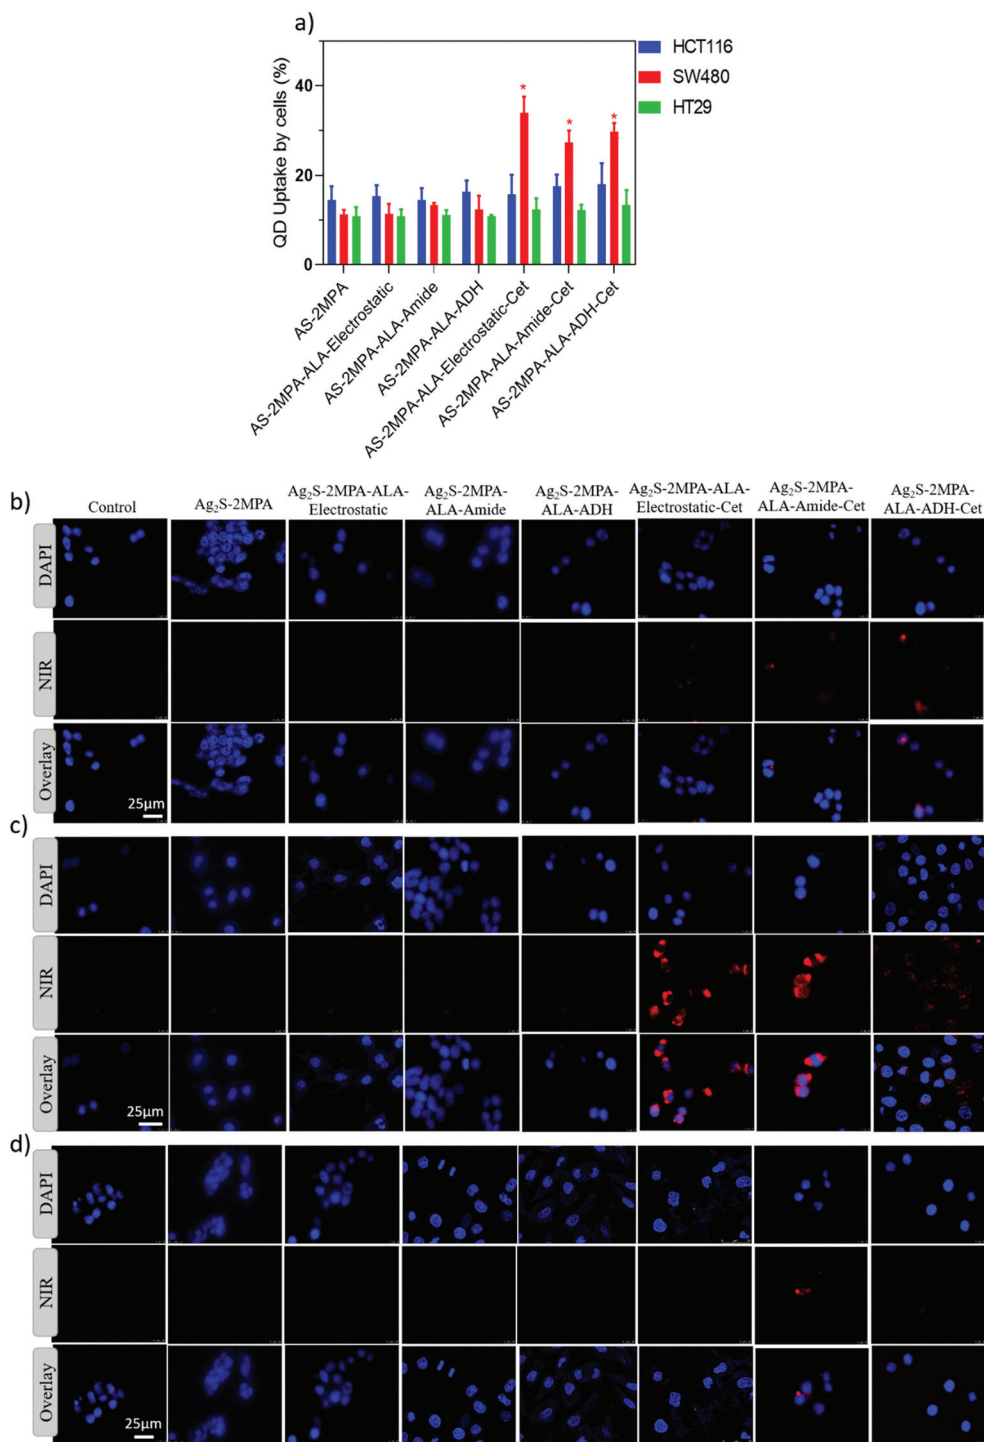 a)
HCT116
SW480
HT29
QD Uptake by cells (%)
40
20
0
AS-2MPA
AS-2MPA-ALA-Electrostatic
AS-2MPA-ALA-Amide
AS-2MPA-ALA-ADH
AS-2MPA-ALA-Electrostatic-Cet
AS-2MPA-ALA-Amide-Cet
AS-2MPA-ALA-ADH-Cet
* * *
b)
Control
Ag₂S-2MPA
Ag₂S-2MPA-ALA-
Electrostatic
Ag₂S-2MPA-
ALA-Amide
Ag₂S-2MPA-
ALA-ADH
Ag₂S-2MPA-ALA-
Electrostatic-Cet
Ag₂S-2MPA-
ALA-Amide-Cet
Ag₂S-2MPA-
ALA-ADH-Cet
DAPI
NIR
Overlay
25µm
c)
DAPI
NIR
Overlay
25µm
d)
DAPI
NIR
Overlay
25µm